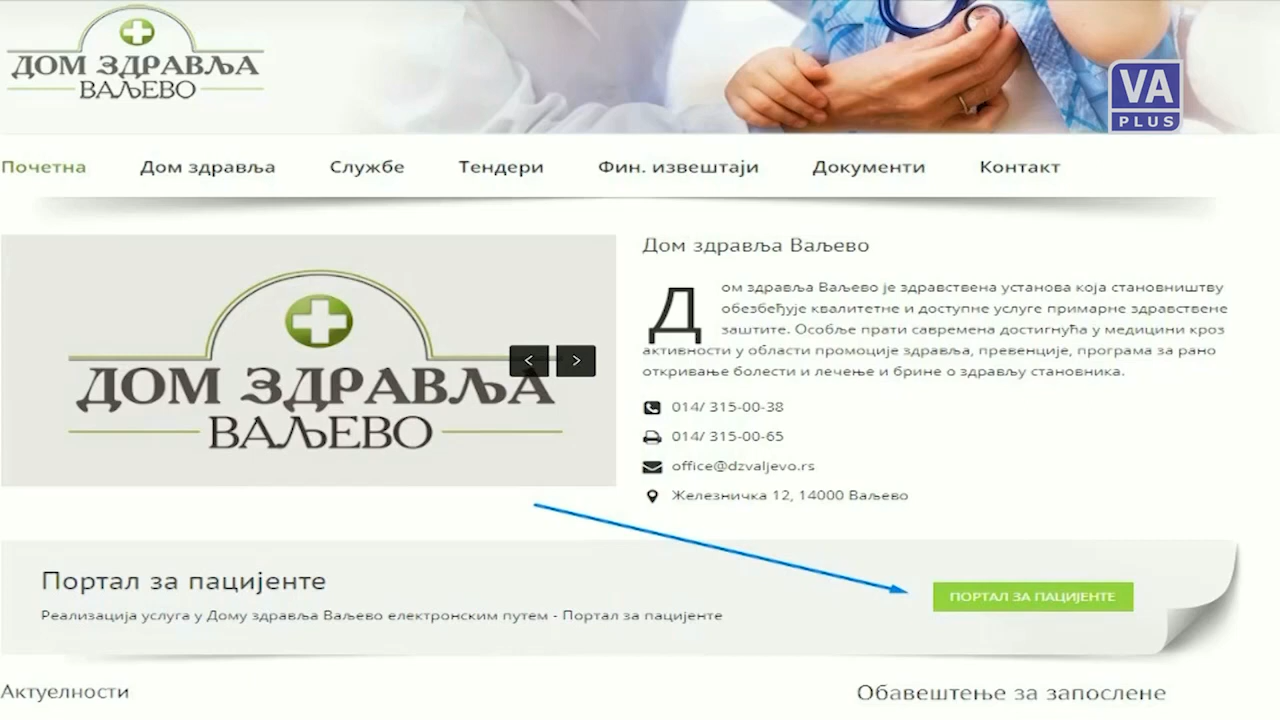 ДОМ ЗДРАВЉА
ВАЉЕВО
VA
PLUS
Почетна Дом здравља Службе Тендери Фин. извештаји Документи Контакт
ДОМ ЗДРАВЉА
ВАЉЕВО
Дом здравља Ваљево
Дом здравља Ваљево је здравствена установа која становништву
обезбеђује квалитетне и доступне услуге примарне здравствене
заштите. Особље прати савремена достигнућа у медицини кроз
активности у области промоције здравља, превенције, програма за рано
откривање болести и лечење и брине о здрављу становника.
014/ 315-00-38
014/ 315-00-65
office@dzvaljevo.rs
Железничка 12, 14000 Ваљево
Портал за пацијенте
Реализација услуга у Дому здравља Ваљево електронским путем - Портал за пацијенте
ПОРТАЛ ЗА ПАЦИЈЕНТЕ
Актуелности
Обавештење за запослене